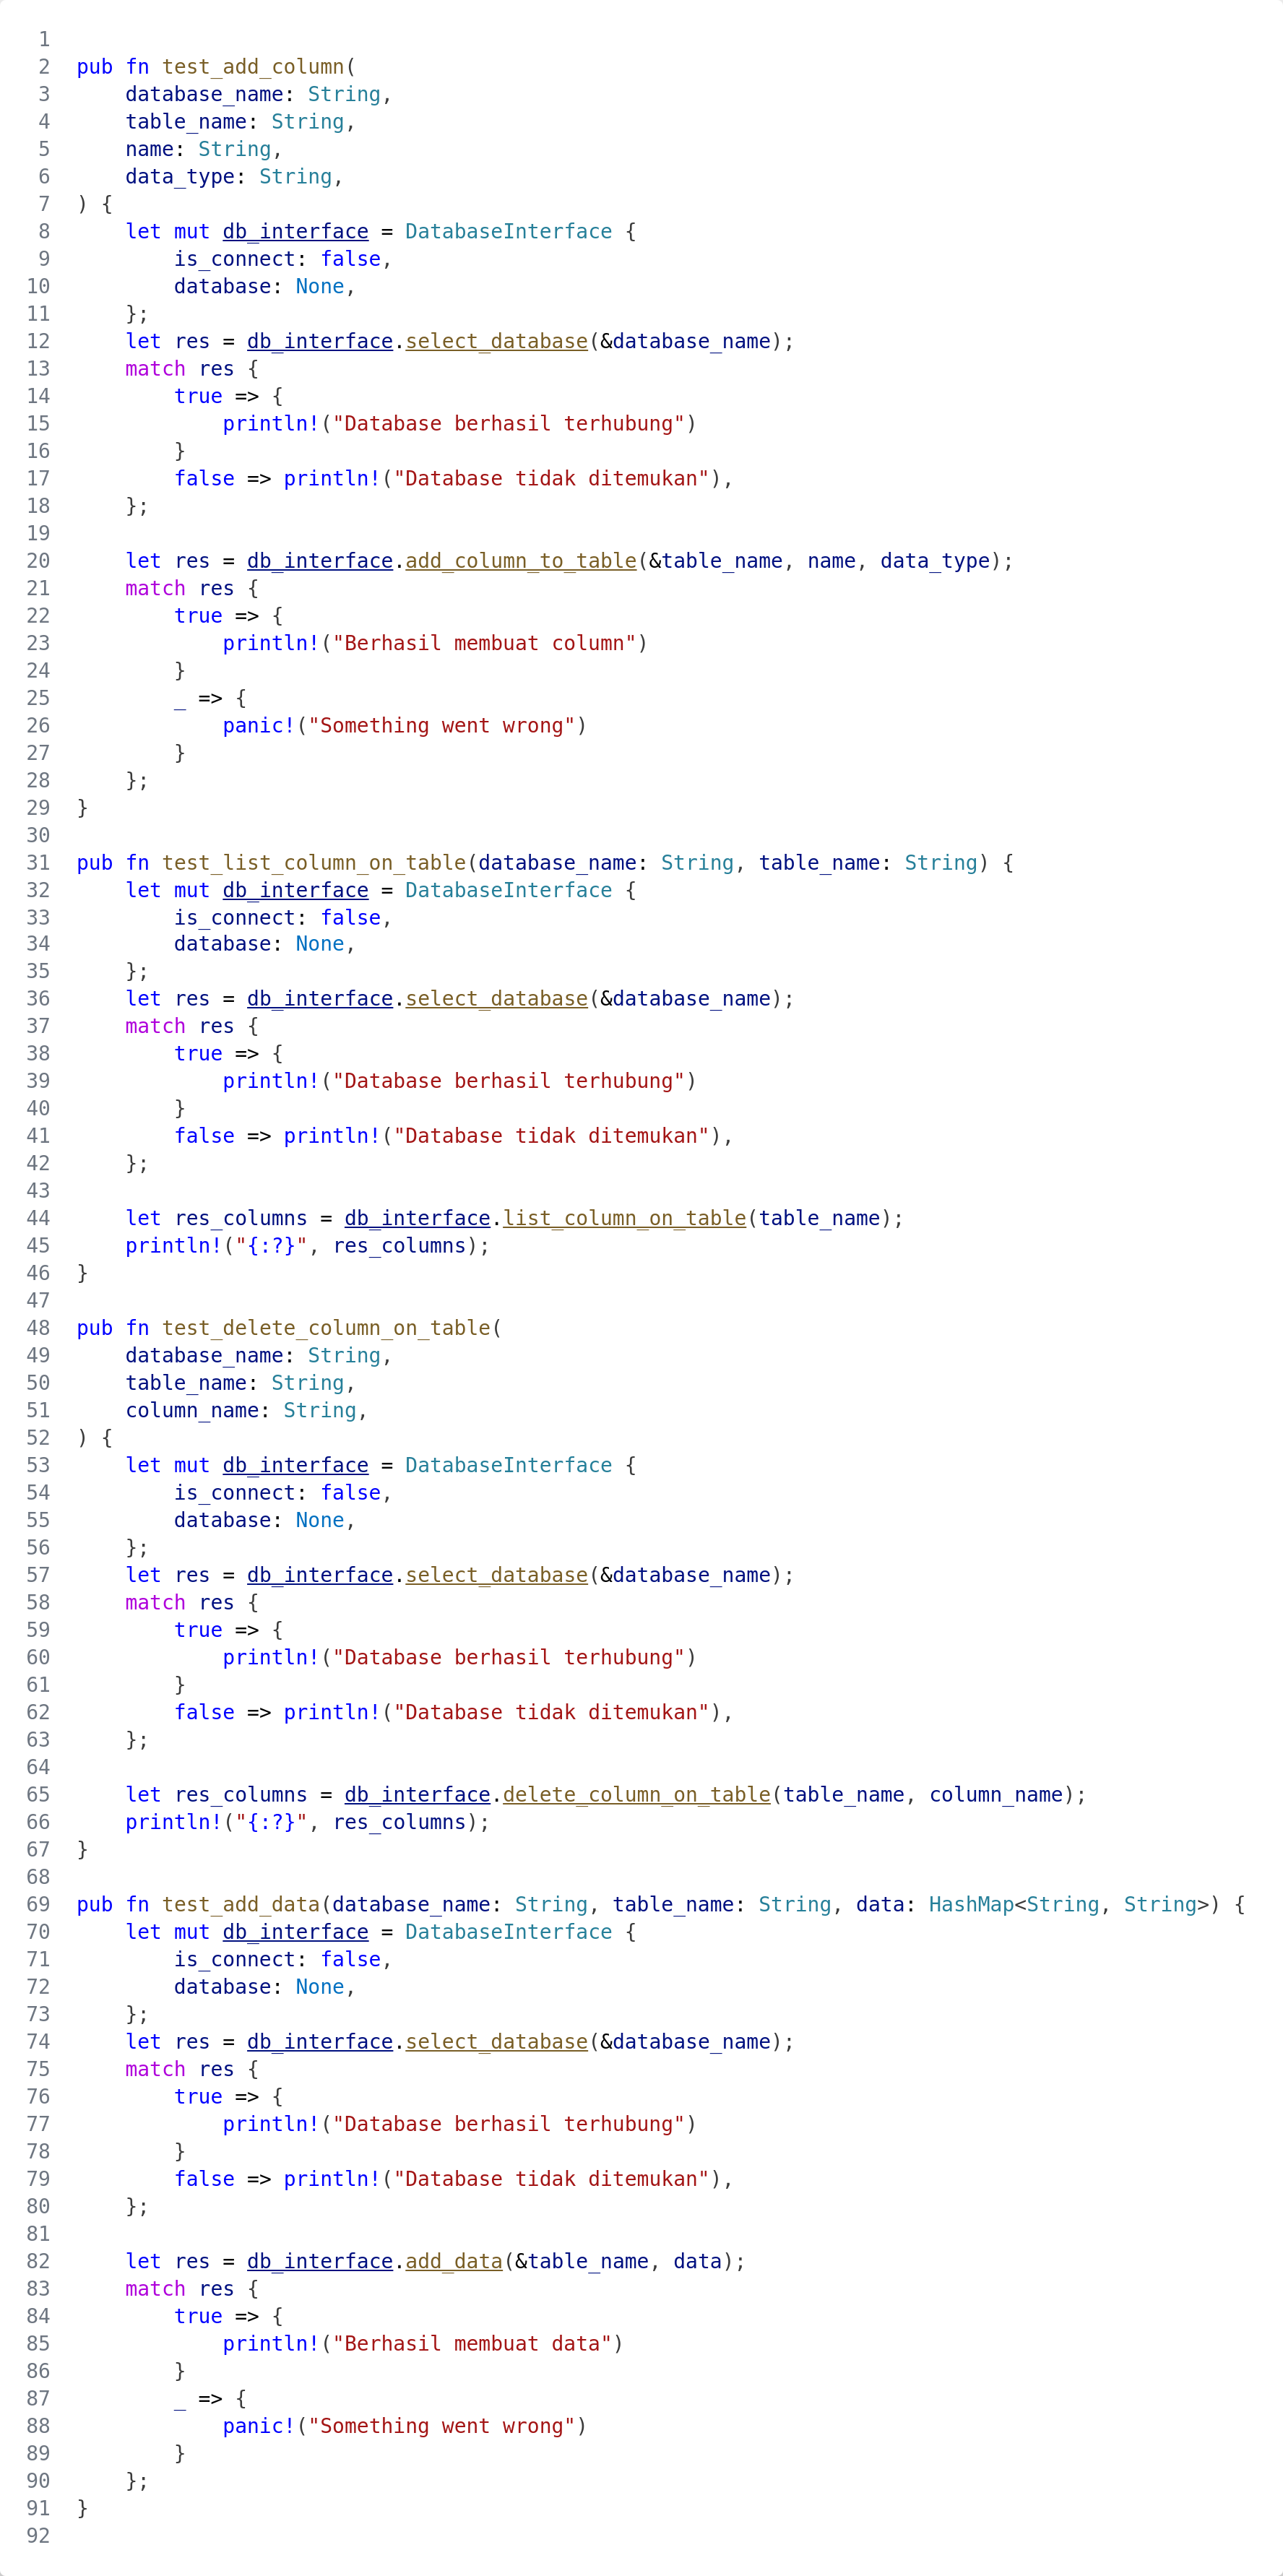 1
2 pub fn test_add_column(
3     database_name: String,
4     table_name: String,
5     name: String,
6     data_type: String,
7 ) {
8     let mut db_interface = DatabaseInterface {
9         is_connect: false,
10         database: None,
11     };
12     let res = db_interface.select_database(&database_name);
13     match res {
14         true => {
15             println!("Database berhasil terhubung")
16         }
17         false => println!("Database tidak ditemukan"),
18     };
19
20     let res = db_interface.add_column_to_table(&table_name, name, data_type);
21     match res {
22         true => {
23             println!("Berhasil membuat column")
24         }
25         _ => {
26             panic!("Something went wrong")
27         }
28     };
29 }
30
31 pub fn test_list_column_on_table(database_name: String, table_name: String) {
32     let mut db_interface = DatabaseInterface {
33         is_connect: false,
34         database: None,
35     };
36     let res = db_interface.select_database(&database_name);
37     match res {
38         true => {
39             println!("Database berhasil terhubung")
40         }
41         false => println!("Database tidak ditemukan"),
42     };
43
44     let res_columns = db_interface.list_column_on_table(table_name);
45     println!("{:?}", res_columns);
46 }
47
48 pub fn test_delete_column_on_table(
49     database_name: String,
50     table_name: String,
51     column_name: String,
52 ) {
53     let mut db_interface = DatabaseInterface {
54         is_connect: false,
55         database: None,
56     };
57     let res = db_interface.select_database(&database_name);
58     match res {
59         true => {
60             println!("Database berhasil terhubung")
61         }
62         false => println!("Database tidak ditemukan"),
63     };
64
65     let res_columns = db_interface.delete_column_on_table(table_name, column_name);
66     println!("{:?}", res_columns);
67 }
68
69 pub fn test_add_data(database_name: String, table_name: String, data: HashMap<String, String>) {
70     let mut db_interface = DatabaseInterface {
71         is_connect: false,
72         database: None,
73     };
74     let res = db_interface.select_database(&database_name);
75     match res {
76         true => {
77             println!("Database berhasil terhubung")
78         }
79         false => println!("Database tidak ditemukan"),
80     };
81
82     let res = db_interface.add_data(&table_name, data);
83     match res {
84         true => {
85             println!("Berhasil membuat data")
86         }
87         _ => {
88             panic!("Something went wrong")
89         }
90     };
91 }
92